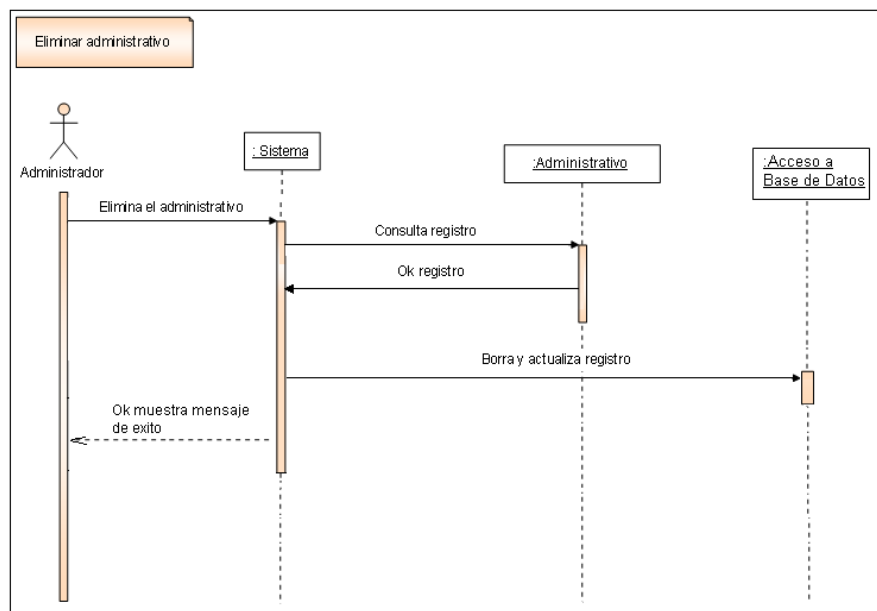 Eliminar administrativo
: Sistema
:Administrativo
:Acceso a
Base de Datos
Administrador
Elimina el administrativo
Consulta registro
Ok registro
Borra y actualiza registro
Ok muestra mensaje
de exito